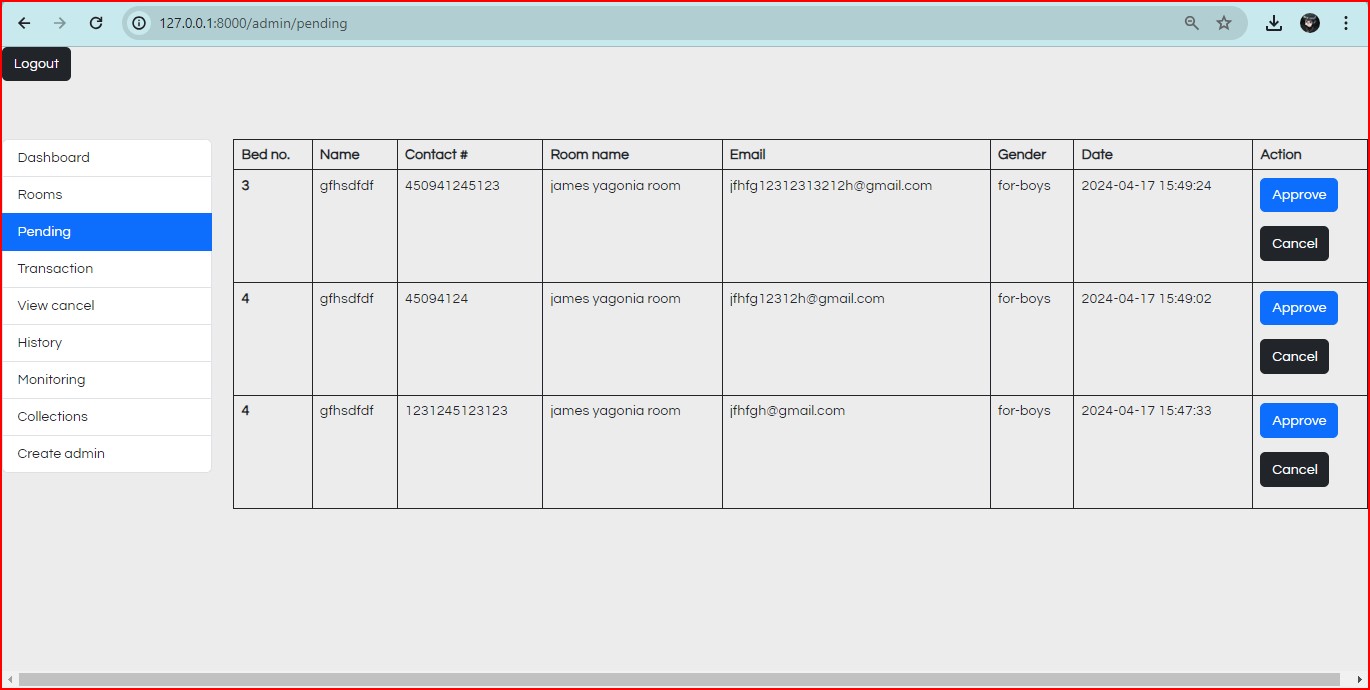 127.0.0.1:8000/admin/pending
Logout
Dashboard
Rooms
Pending
Transaction
View cancel
History
Monitoring
Collections
Create admin
Bed no. Name Contact # Room name Email Gender Date Action
3 gfhsdfdf 450941245123 james yagonia room jfhfg12312313212h@gmail.com for-boys 2024-04-17 15:49:24 Approve
Cancel
4 gfhsdfdf 45094124 james yagonia room jfhfg12312h@gmail.com for-boys 2024-04-17 15:49:02 Approve
Cancel
4 gfhsdfdf 1231245123123 james yagonia room jfhfgh@gmail.com for-boys 2024-04-17 15:47:33 Approve
Cancel